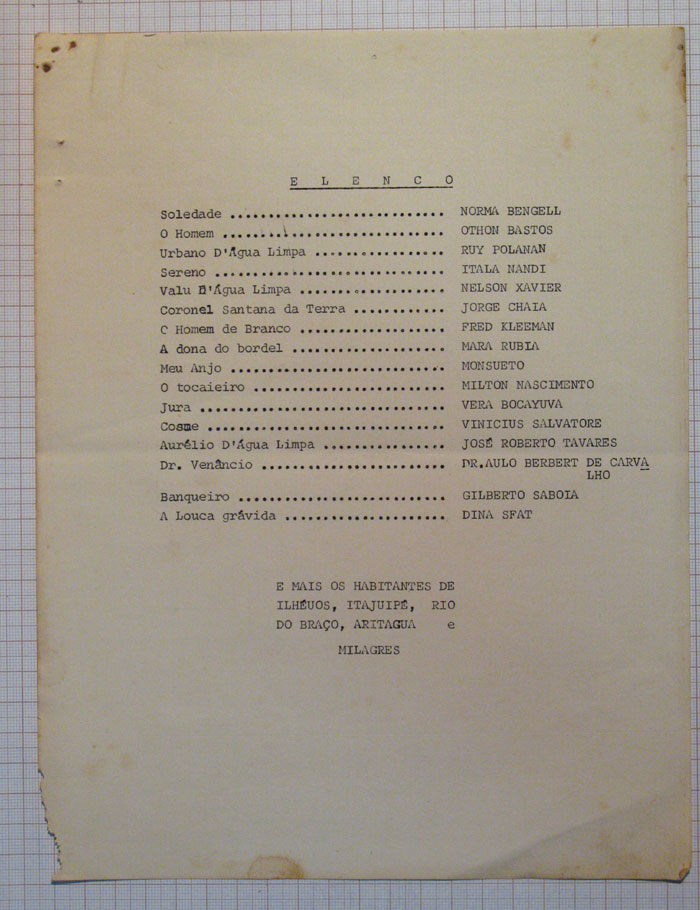 E L E N C O
Soledade ............................ NORMA BENGELL
O Homem ............................. OTHON BASTOS
Urbano D'Água Limpa ................. RUY POLANAN
Sereno .............................. ITALA NANDI
Valu D'Água Limpa ................... NELSON XAVIER
Coronel Santana da Terra ............ JORGE CHAIA
O Homem de Branco ................... FRED KLEEMAN
A dona do bordel .................... MARA RUBIA
Meu Anjo ............................ MONSUETO
O tocaieiro ......................... MILTON NASCIMENTO
Jura ................................ VERA BOCAYUVA
Cosme ............................... VINICIUS SALVATORE
Aurélio D'Água Limpa ................ JOSÉ ROBERTO TAVARES
Dr. Venâncio ........................ DR.AULO BERBERT DE CARVA
LHO
Banqueiro ........................... GILBERTO SABOIA
A Louca grávida ..................... DINA SFAT
E MAIS OS HABITANTES DE
ILHÉUOS, ITAJUIPÊ, RIO
DO BRAÇO, ARITAGUA e
MILAGRES